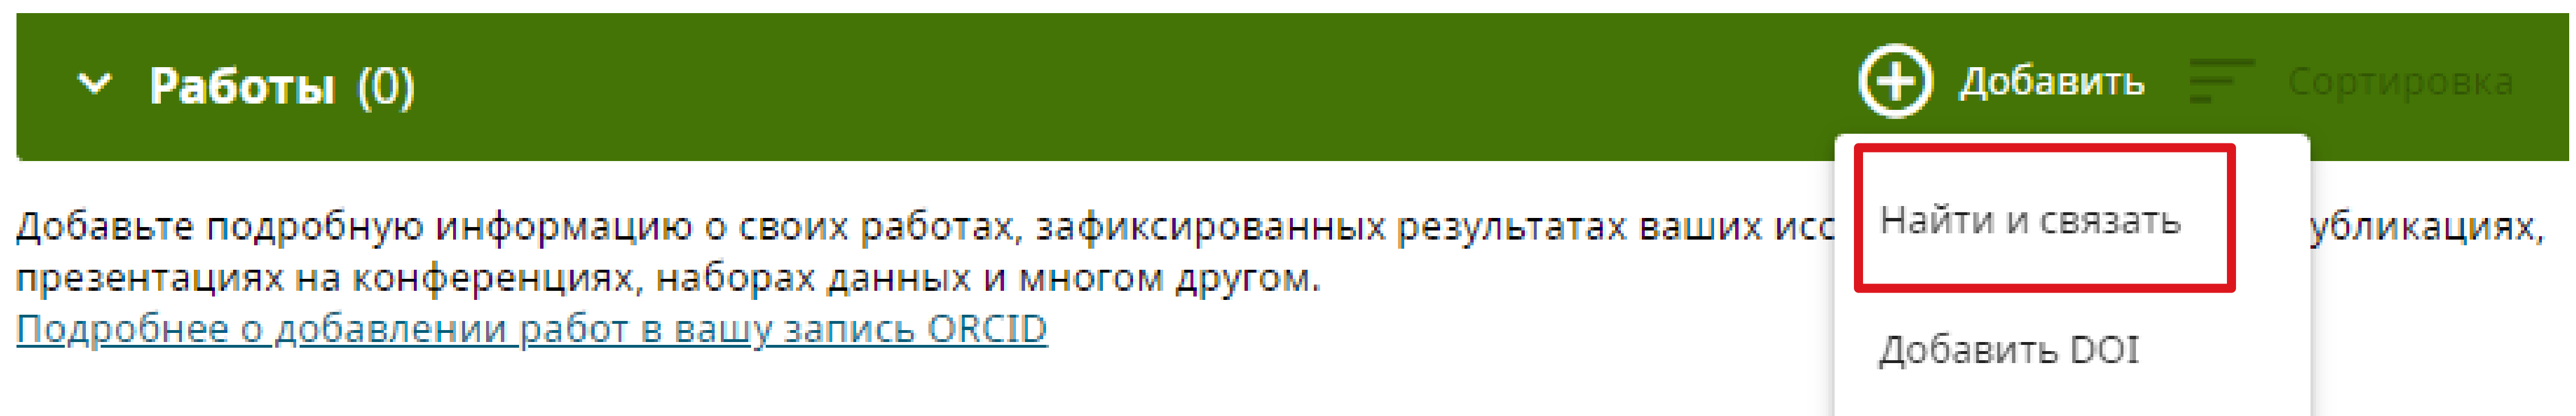 Работы (0)
Добавить
Сортировка
Найти и связать
Добавить DOI
Добавьте подробную информацию о своих работах, зафиксированных результатах ваших исс убликациях,
презентациях на конференциях, наборах данных и многом другом.
Подробнее о добавлении работ в вашу запись ORCID